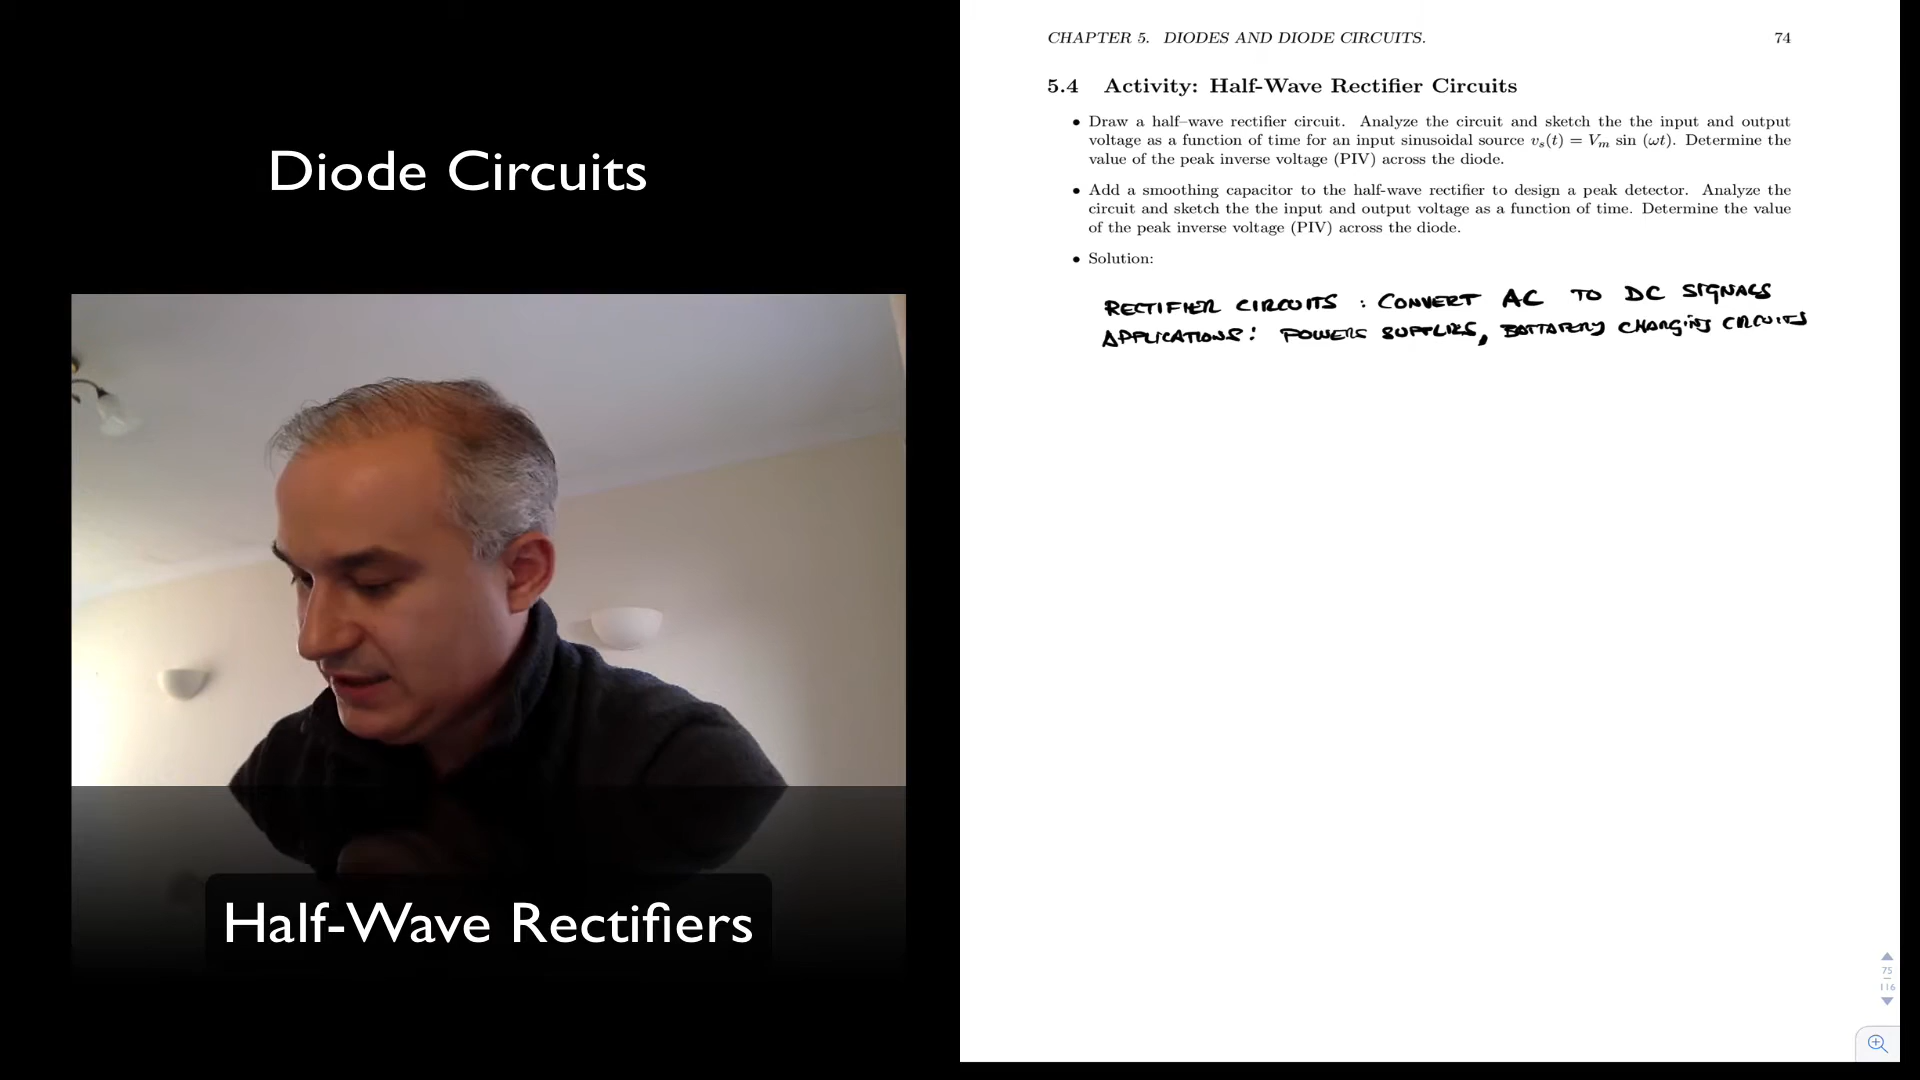 Diode Circuits
Half-Wave Rectifiers
CHAPTER 5. DIODES AND DIODE CIRCUITS. 74
5.4 Activity: Half-Wave Rectifier Circuits
• Draw a half–wave rectifier circuit. Analyze the circuit and sketch the the input and output
voltage as a function of time for an input sinusoidal source vₛ(t) = Vₘ sin (ωt). Determine the
value of the peak inverse voltage (PIV) across the diode.
• Add a smoothing capacitor to the half-wave rectifier to design a peak detector. Analyze the
circuit and sketch the the input and output voltage as a function of time. Determine the value
of the peak inverse voltage (PIV) across the diode.
• Solution:
RECTIFIER CIRCUITS : CONVERT AC TO DC SIGNALS
APPLICATIONS: POWER SUPPLIES, BATTARERY CHARGING CIRCUITS
75
116